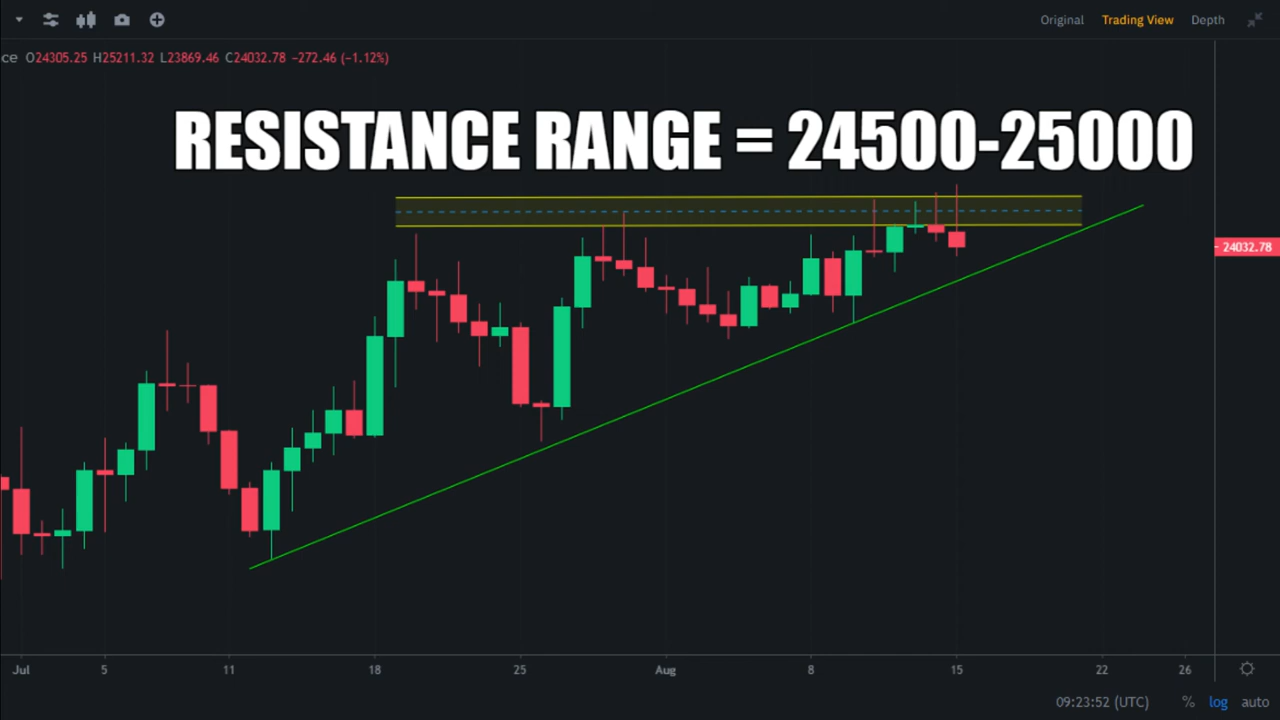 Original Trading View Depth
ce O24305.25 H25211.32 L23869.46 C24032.78 −272.46 (−1.12%)
RESISTANCE RANGE = 24500-25000
24032.78
Jul 5 11 18 25 Aug 8 15 22 26
09:23:52 (UTC) % log auto